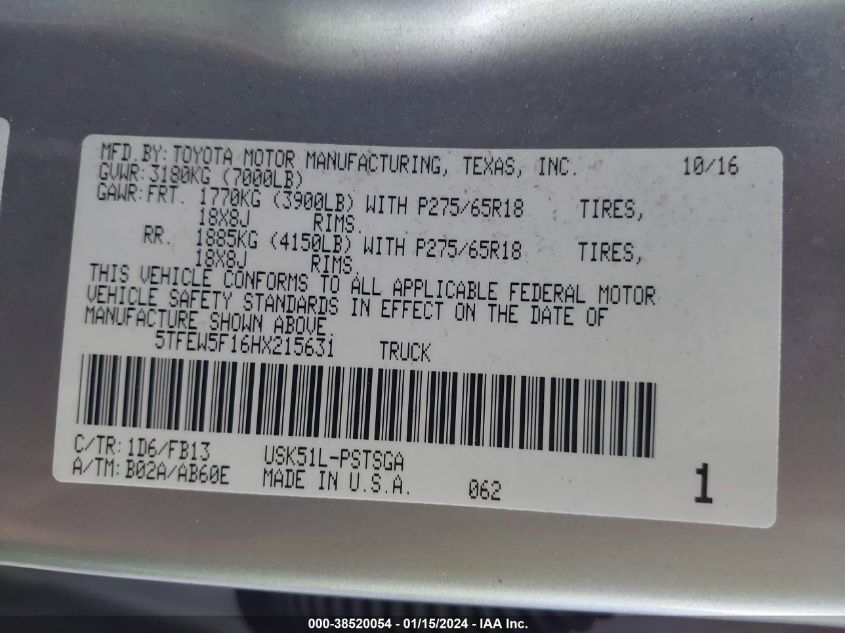 MFD.BY:TOYOTA MOTOR MANUFACTURING, TEXAS, INC. 10/16
GVWR:3180KG (7000LB)
GAWR:FRT. 1770KG (3900LB) WITH P275/65R18 TIRES,
18X8J RIMS.
RR. 1885KG (4150LB) WITH P275/65R18 TIRES,
18X8J RIMS.
THIS VEHICLE CONFORMS TO ALL APPLICABLE FEDERAL MOTOR
VEHICLE SAFETY STANDARDS IN EFFECT ON THE DATE OF
MANUFACTURE SHOWN ABOVE.
5TFEW5F16HX215631 TRUCK
C/TR:1D6/FB13 USK51L-PSTSGA
A/TM:B02A/AB60E MADE IN U.S.A. 062 1
000-38520054 - 01/15/2024 - IAA Inc.